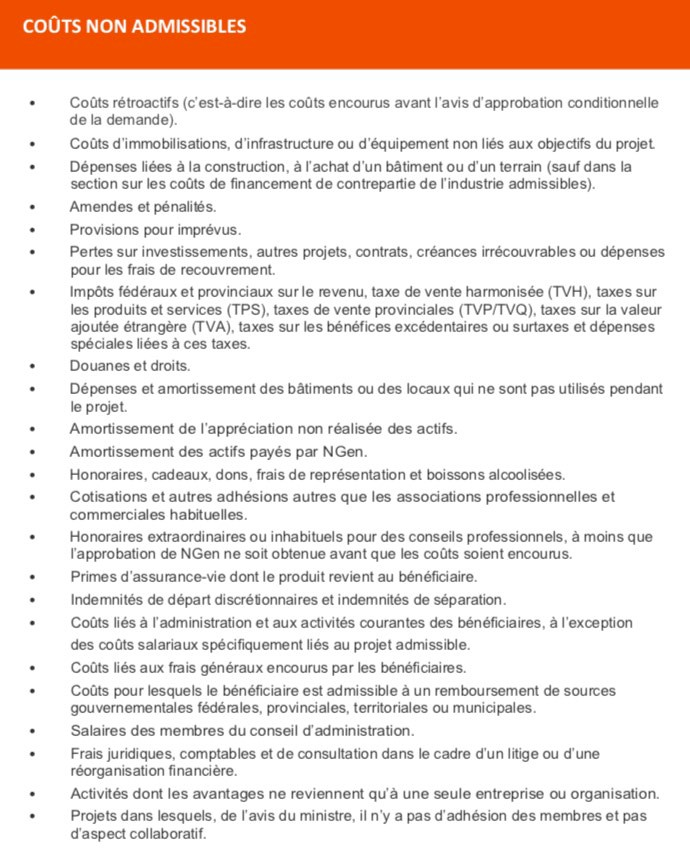 COÛTS NON ADMISSIBLES
• Coûts rétroactifs (c'est-à-dire les coûts encourus avant l'avis d'approbation conditionnelle
de la demande).
• Coûts d'immobilisations, d'infrastructure ou d'équipement non liés aux objectifs du projet.
• Dépenses liées à la construction, à l'achat d'un bâtiment ou d'un terrain (sauf dans la
section sur les coûts de financement de contrepartie de l'industrie admissibles).
• Amendes et pénalités.
• Provisions pour imprévus.
• Pertes sur investissements, autres projets, contrats, créances irrécouvrables ou dépenses
pour les frais de recouvrement.
• Impôts fédéraux et provinciaux sur le revenu, taxe de vente harmonisée (TVH), taxes sur
les produits et services (TPS), taxes de vente provinciales (TVP/TVQ), taxes sur la valeur
ajoutée étrangère (TVA), taxes sur les bénéfices excédentaires ou surtaxes et dépenses
spéciales liées à ces taxes.
• Douanes et droits.
• Dépenses et amortissement des bâtiments ou des locaux qui ne sont pas utilisés pendant
le projet.
• Amortissement de l'appréciation non réalisée des actifs.
• Amortissement des actifs payés par NGen.
• Honoraires, cadeaux, dons, frais de représentation et boissons alcoolisées.
• Cotisations et autres adhésions autres que les associations professionnelles et
commerciales habituelles.
• Honoraires extraordinaires ou inhabituels pour des conseils professionnels, à moins que
l'approbation de NGen ne soit obtenue avant que les coûts soient encourus.
• Primes d'assurance-vie dont le produit revient au bénéficiaire.
• Indemnités de départ discrétionnaires et indemnités de séparation.
• Coûts liés à l'administration et aux activités courantes des bénéficiaires, à l'exception
des coûts salariaux spécifiquement liés au projet admissible.
• Coûts liés aux frais généraux encourus par les bénéficiaires.
• Coûts pour lesquels le bénéficiaire est admissible à un remboursement de sources
gouvernementales fédérales, provinciales, territoriales ou municipales.
• Salaires des membres du conseil d'administration.
• Frais juridiques, comptables et de consultation dans le cadre d'un litige ou d'une
réorganisation financière.
• Activités dont les avantages ne reviennent qu'à une seule entreprise ou organisation.
• Projets dans lesquels, de l'avis du ministre, il n'y a pas d'adhésion des membres et pas
d'aspect collaboratif.